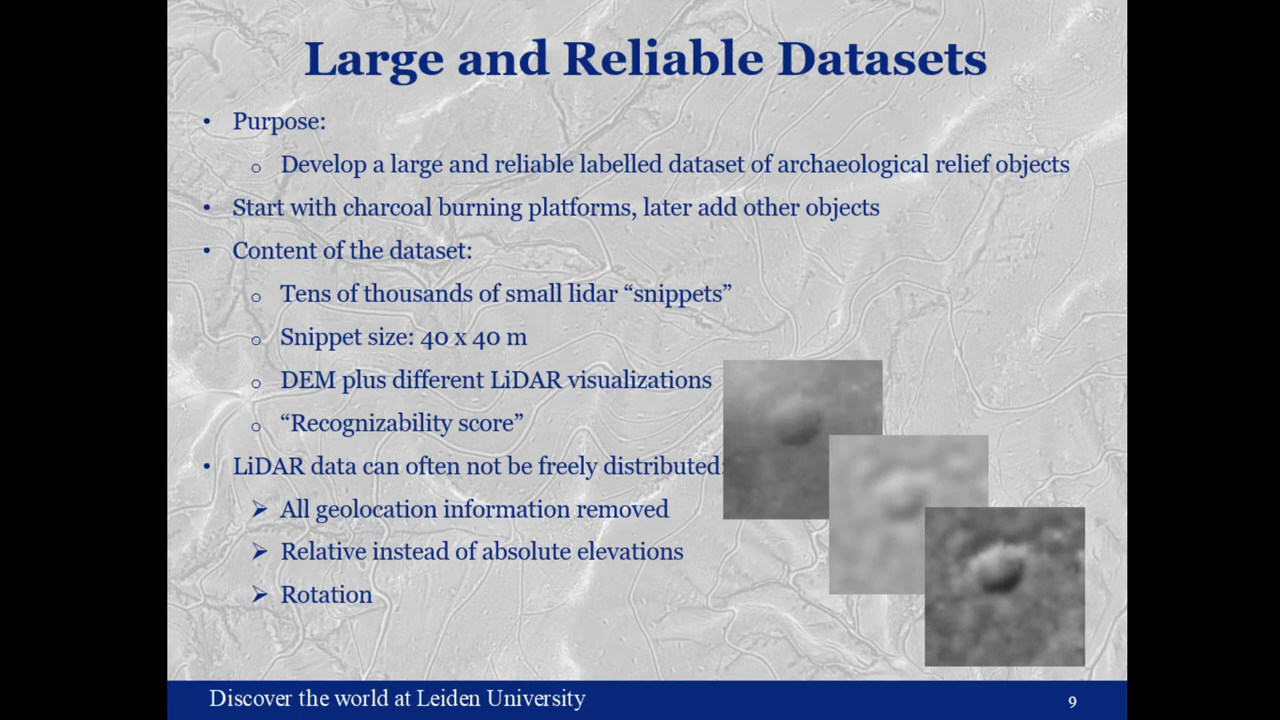 Large and Reliable Datasets
• Purpose:
o Develop a large and reliable labelled dataset of archaeological relief objects
• Start with charcoal burning platforms, later add other objects
• Content of the dataset:
o Tens of thousands of small lidar “snippets”
o Snippet size: 40 x 40 m
o DEM plus different LiDAR visualizations
o “Recognizability score”
• LiDAR data can often not be freely distributed:
➢ All geolocation information removed
➢ Relative instead of absolute elevations
➢ Rotation
Discover the world at Leiden University
9